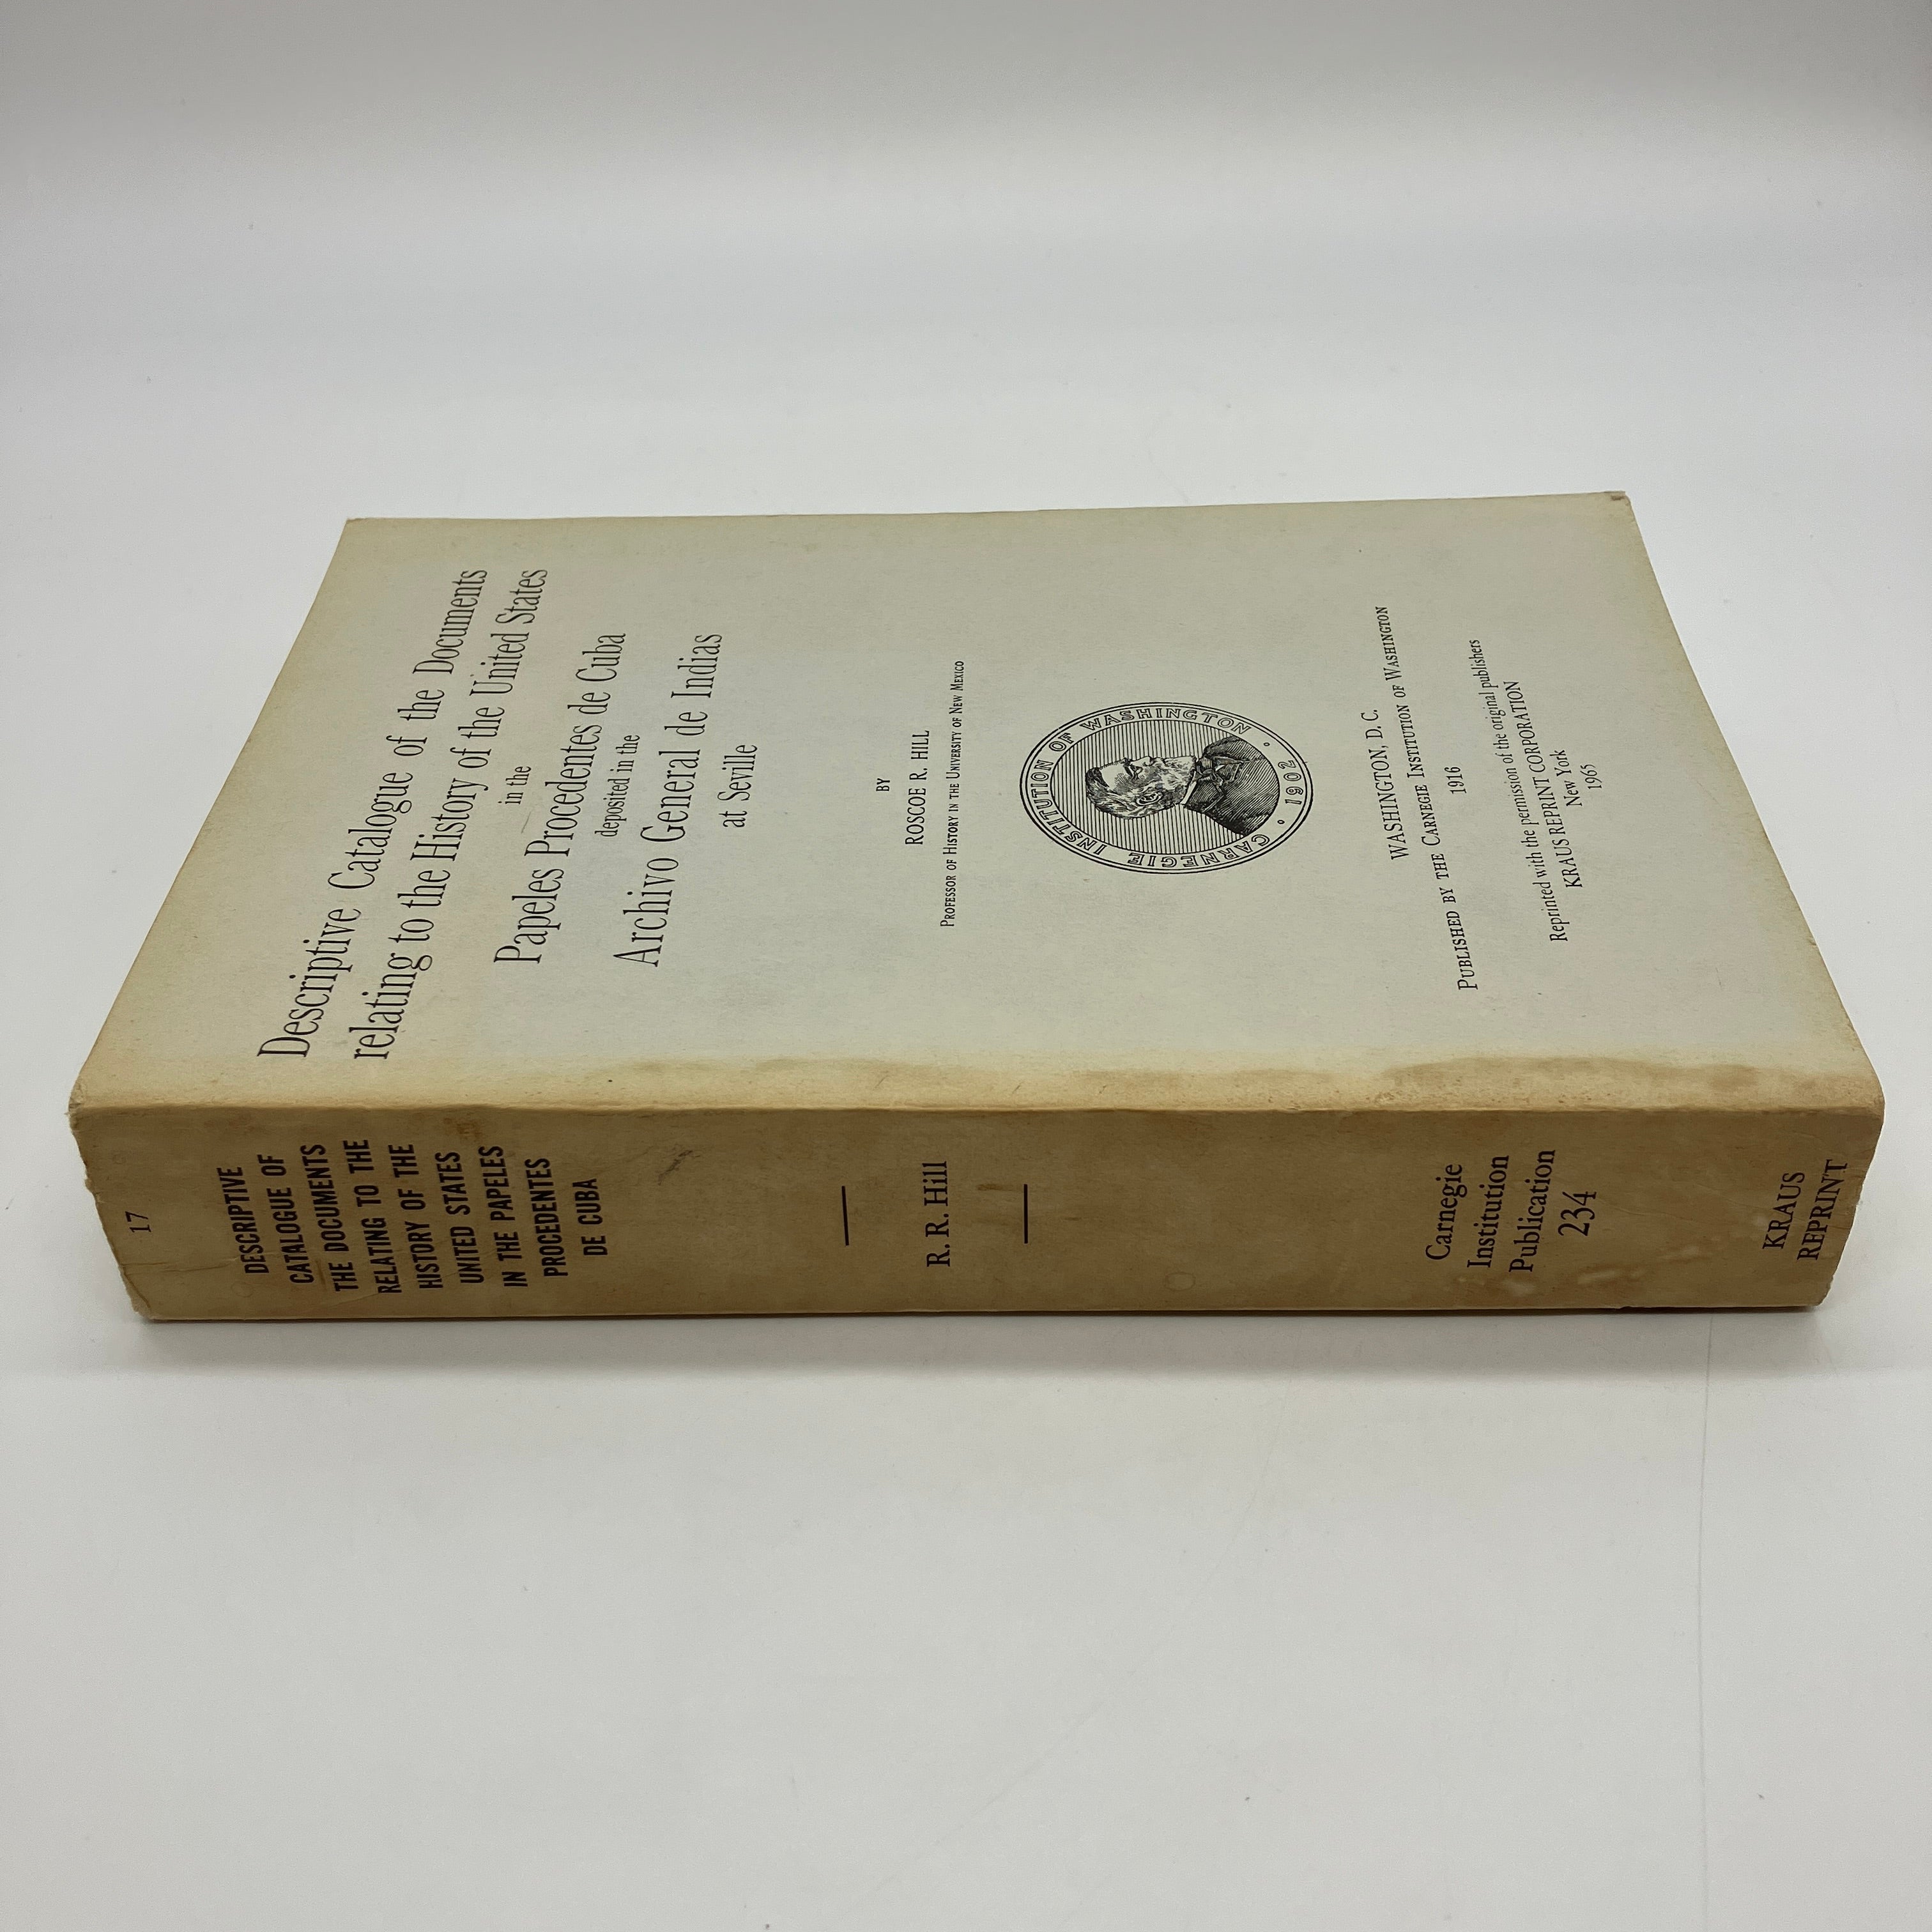 Descriptive Catalogue of the Documents
relating to the History of the United States
in the
Papeles Procedentes de Cuba
deposited in the
Archivo General de Indias
at Seville
BY
ROSCOE R. HILL
PROFESSOR OF HISTORY IN THE UNIVERSITY OF NEW MEXICO
CARNEGIE INSTITUTION OF WASHINGTON · 1902 ·
WASHINGTON, D. C.
PUBLISHED BY THE CARNEGIE INSTITUTION OF WASHINGTON
1916
Reprinted with the permission of the original publishers
KRAUS REPRINT CORPORATION
New York
1965
17
DESCRIPTIVE
CATALOGUE OF
THE DOCUMENTS
RELATING TO THE
HISTORY OF THE
UNITED STATES
IN THE PAPELES
PROCEDENTES
DE CUBA
R. R. Hill
Carnegie
Institution
Publication
234
KRAUS
REPRINT